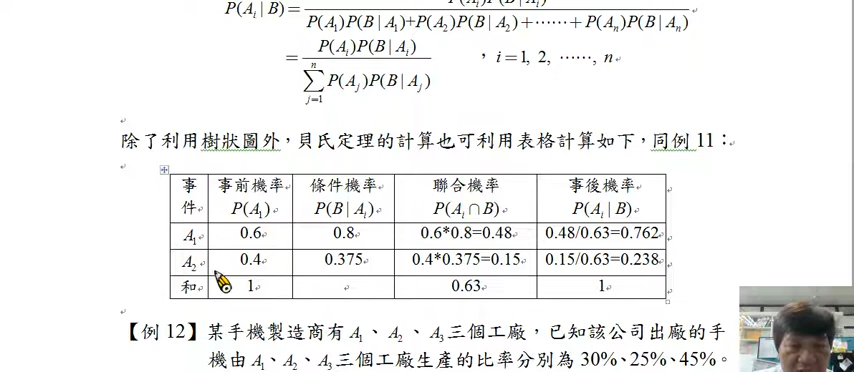 P(A_i | B) = P(A_i)P(B | A_i) / P(A_1)P(B | A_1)+P(A_2)P(B | A_2)+⋯⋯+P(A_n)P(B | A_n)
= P(A_i)P(B | A_i) / ∑_{j=1}^{n} P(A_j)P(B | A_j) ，i=1, 2, ⋯⋯, n
除了利用樹狀圖外，貝氏定理的計算也可利用表格計算如下，同例 11：
事件 事前機率 P(A_1) 條件機率 P(B | A_i) 聯合機率 P(A_i ∩ B) 事後機率 P(A_i | B)
A_1 0.6 0.8 0.6*0.8=0.48 0.48/0.63=0.762
A_2 0.4 0.375 0.4*0.375=0.15 0.15/0.63=0.238
和 1 0.63 1
【例 12】某手機製造商有 A_1、A_2、A_3 三個工廠，已知該公司出廠的手
機由 A_1、A_2、A_3 三個工廠生產的比率分別為 30%、25%、45%。